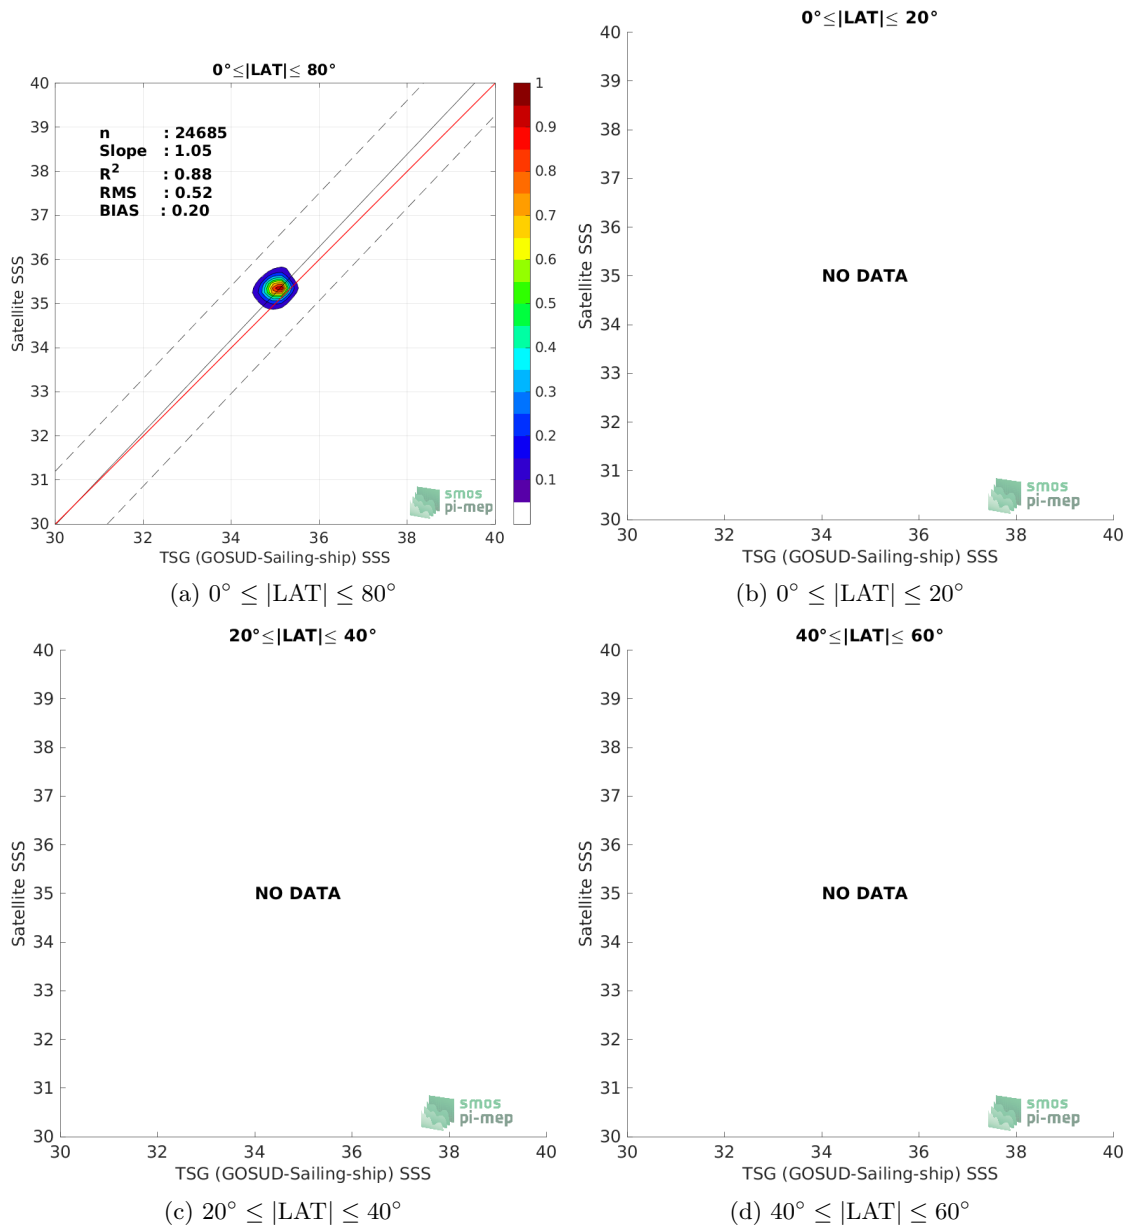 0°≤|LAT|≤ 80°
n : 24685
Slope : 1.05
R² : 0.88
RMS : 0.52
BIAS : 0.20
40
39
38
37
36
35
34
33
32
31
30
30 32 34 36 38 40
Satellite SSS
TSG (GOSUD-Sailing-ship) SSS
1
0.9
0.8
0.7
0.6
0.5
0.4
0.3
0.2
0.1
smos
pi-mep
(a) 0° ≤ |LAT| ≤ 80°
0°≤|LAT|≤ 20°
40
39
38
37
36
35
34
33
32
31
30
30 32 34 36 38 40
Satellite SSS
NO DATA
TSG (GOSUD-Sailing-ship) SSS
smos
pi-mep
(b) 0° ≤ |LAT| ≤ 20°
20°≤|LAT|≤ 40°
40
39
38
37
36
35
34
33
32
31
30
30 32 34 36 38 40
Satellite SSS
NO DATA
TSG (GOSUD-Sailing-ship) SSS
smos
pi-mep
(c) 20° ≤ |LAT| ≤ 40°
40°≤|LAT|≤ 60°
40
39
38
37
36
35
34
33
32
31
30
30 32 34 36 38 40
Satellite SSS
NO DATA
TSG (GOSUD-Sailing-ship) SSS
smos
pi-mep
(d) 40° ≤ |LAT| ≤ 60°